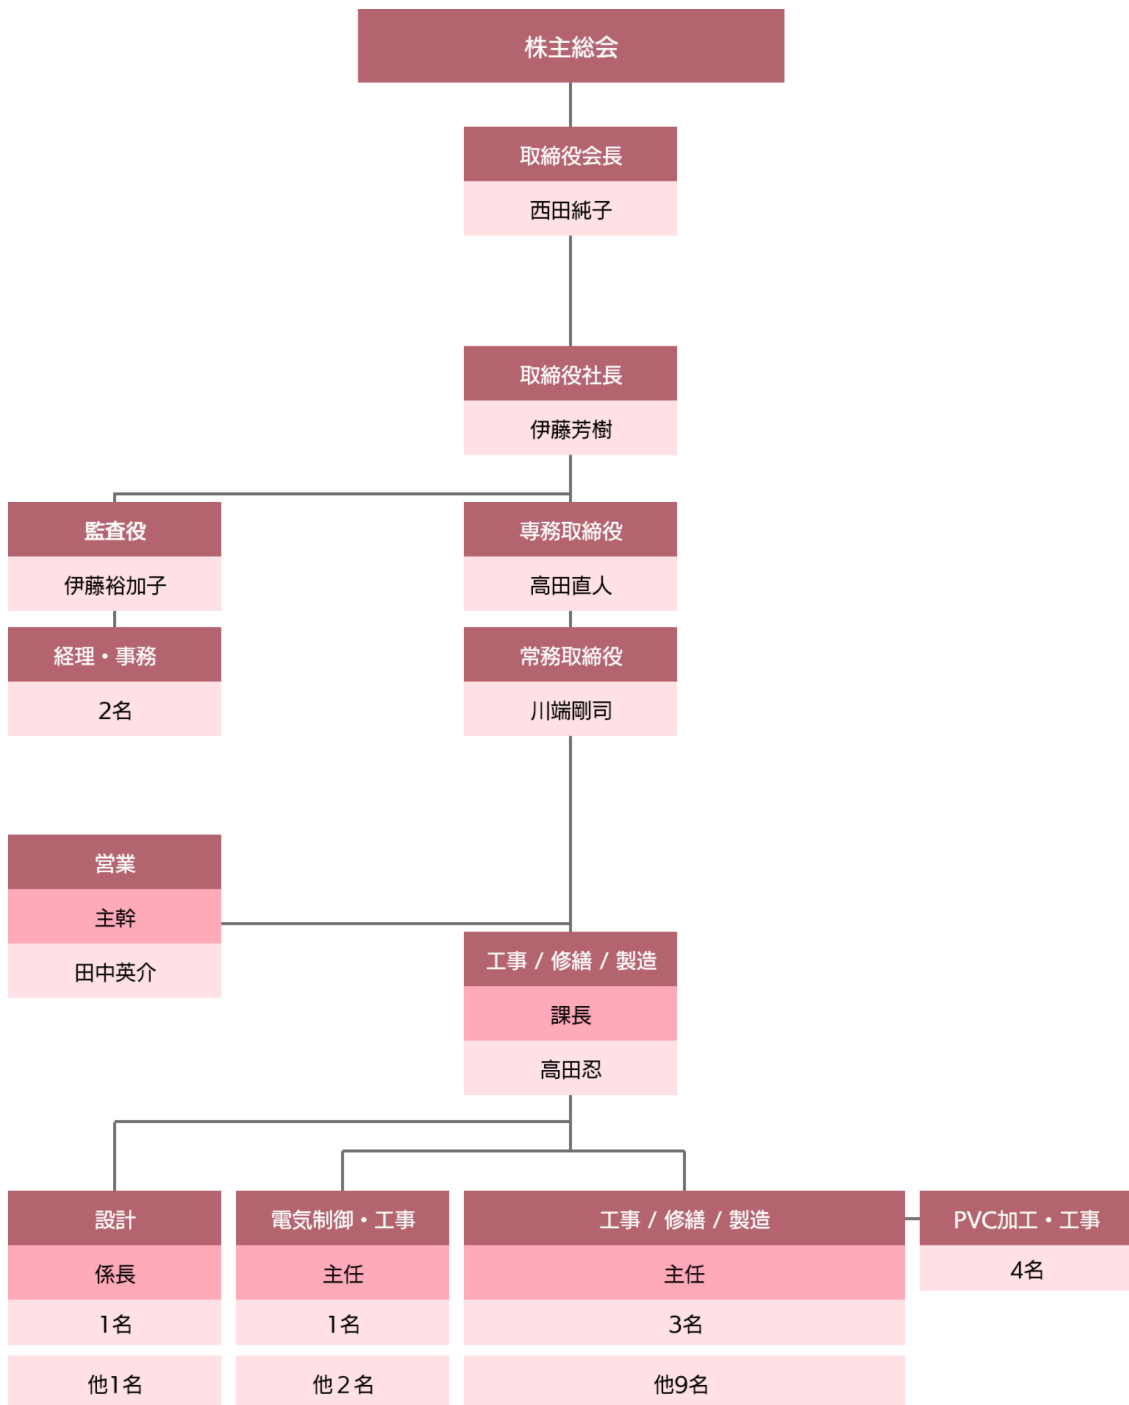 株主総会
取締役会長
西田純子
取締役社長
伊藤芳樹
監査役
伊藤裕加子
経理・事務
2名
専務取締役
高田直人
常務取締役
川端剛司
営業
主幹
田中英介
工事 / 修繕 / 製造
課長
高田忍
設計
係長
1名
他1名
電気制御・工事
主任
1名
他２名
工事 / 修繕 / 製造
主任
3名
他9名
PVC加工・工事
4名